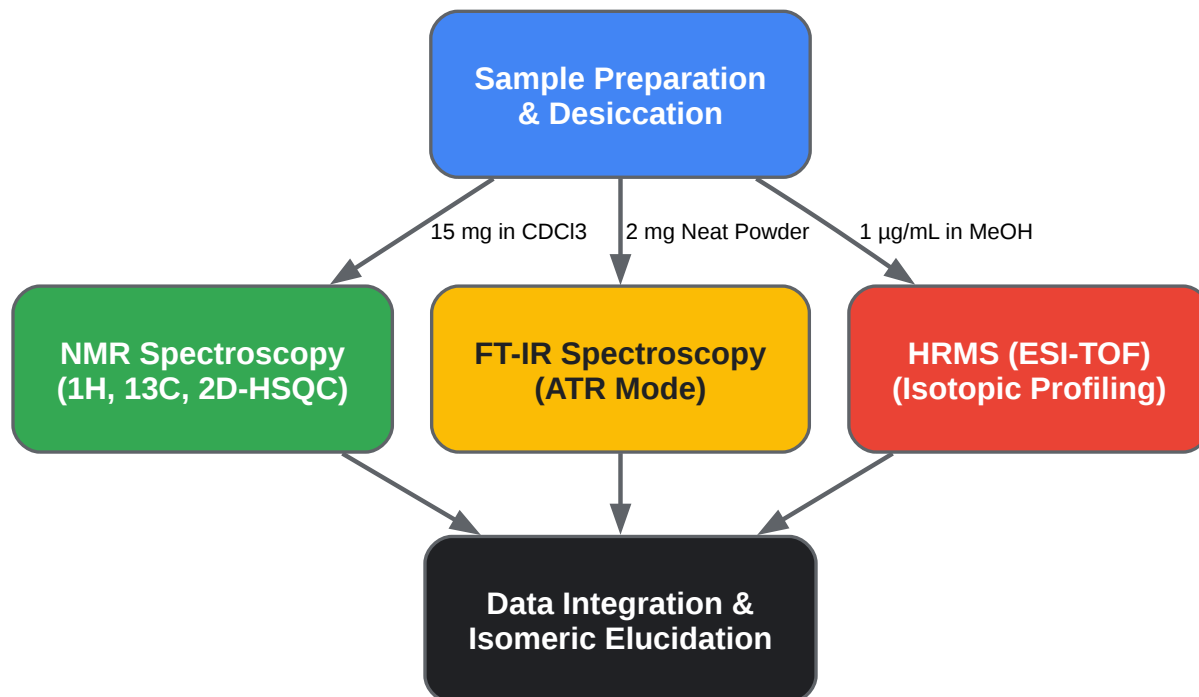 Sample Preparation
& Desiccation
15 mg in CDCl3
2 mg Neat Powder
1 µg/mL in MeOH
NMR Spectroscopy
(1H, 13C, 2D-HSQC)
FT-IR Spectroscopy
(ATR Mode)
HRMS (ESI-TOF)
(Isotopic Profiling)
Data Integration &
Isomeric Elucidation